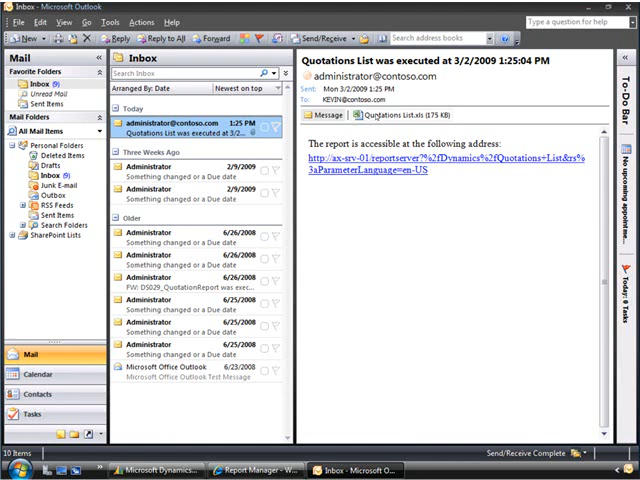 Inbox - Microsoft Outlook
File Edit View Go Tools Actions Help
Type a question for help
New Reply Reply to All Forward Send/Receive Search address books
Mail «
Favorite Folders
Inbox (9)
Unread Mail
Sent Items
Mail Folders
All Mail Items
Personal Folders
Deleted Items
Drafts
Inbox (9)
Junk E-mail
Outbox
RSS Feeds
Sent Items
Search Folders
SharePoint Lists
Mail
Calendar
Contacts
Tasks
Inbox
Search Inbox
Arranged By: Date Newest on top
Today
administrator@contoso.com 1:25 PM
Quotations List was executed at 3/2...
Three Weeks Ago
Administrator 2/9/2009
Something changed or a Due date
Administrator 2/9/2009
Something changed or a Due date
Older
Administrator 6/26/2008
Something changed or a Due date
Administrator 6/26/2008
Something changed or a Due date
Administrator 6/26/2008
FW: DS029_QuotationReport was exec...
Administrator 6/25/2008
Something changed or a Due date
Administrator 6/25/2008
Something changed or a Due date
Administrator 6/25/2008
Something changed or a Due date
Microsoft Office Outlook 6/23/2008
Microsoft Office Outlook Test Message
Quotations List was executed at 3/2/2009 1:25:04 PM
administrator@contoso.com
Sent: Mon 3/2/2009 1:25 PM
To: KEVIN@contoso.com
Message Quotations List.xls (175 KB)
The report is accessible at the following address:
http://ax-srv-01/reportserver?%2fDynamics%2fQuotations+List&rs%
3aParameterLanguage=en-US
«
To-Do Bar
No upcoming appointme...
Today: 0 Tasks
10 Items
Send/Receive Complete
Microsoft Dynamics...
Report Manager - W...
Inbox - Microsoft O...